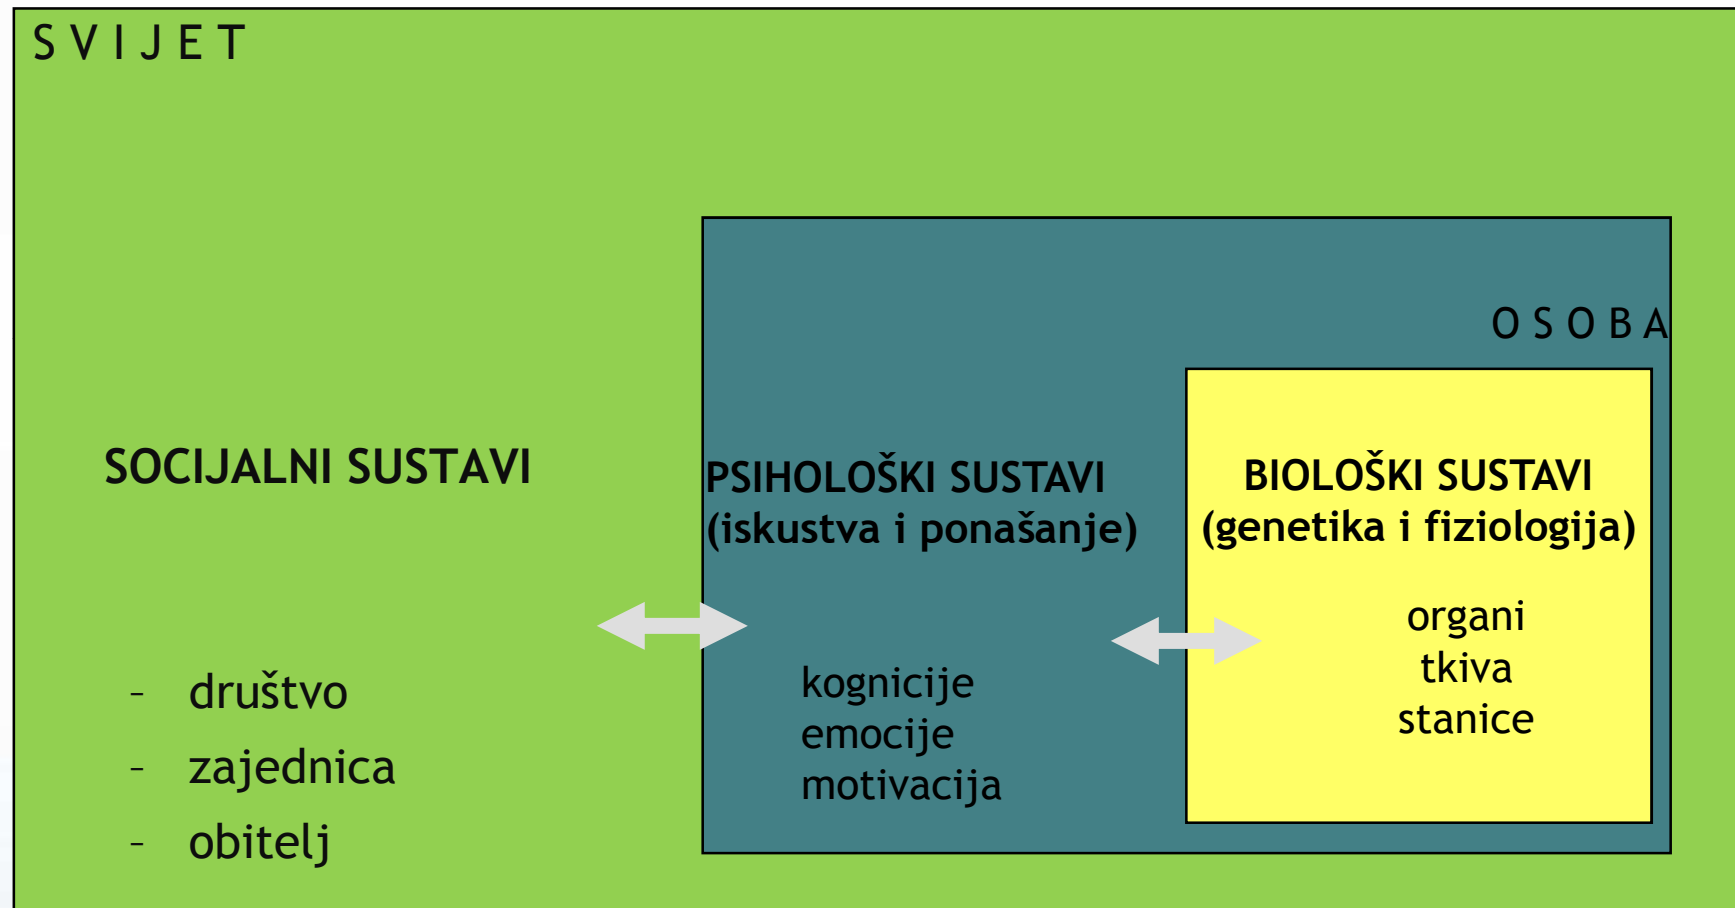 S V I J E T
O S O B A
SOCIJALNI SUSTAVI
– društvo
– zajednica
– obitelj
PSIHOLOŠKI SUSTAVI
(iskustva i ponašanje)
kognicije
emocije
motivacija
BIOLOŠKI SUSTAVI
(genetika i fiziologija)
organi
tkiva
stanice